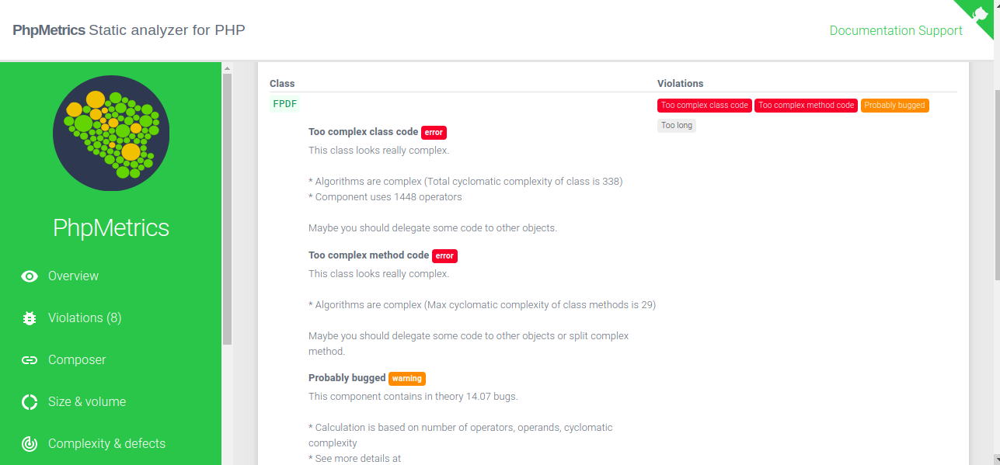 PhpMetrics Static analyzer for PHP
Documentation Support
PhpMetrics
Overview
Violations (8)
Composer
Size & volume
Complexity & defects
Class Violations
FPDF Too complex class code Too complex method code Probably bugged
Too long
Too complex class code error
This class looks really complex.
* Algorithms are complex (Total cyclomatic complexity of class is 338)
* Component uses 1448 operators
Maybe you should delegate some code to other objects.
Too complex method code error
This class looks really complex.
* Algorithms are complex (Max cyclomatic complexity of class methods is 29)
Maybe you should delegate some code to other objects or split complex
method.
Probably bugged warning
This component contains in theory 14.07 bugs.
* Calculation is based on number of operators, operands, cyclomatic
complexity
* See more details at